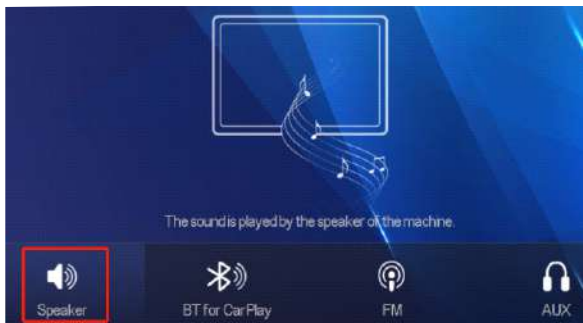 The sound is played by the speaker of the machine.
Speaker
BT for CarPlay
FM
AUX